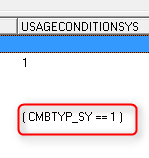 USAGECONDITIONSYS
1
( CMBTYP_SY == 1 )